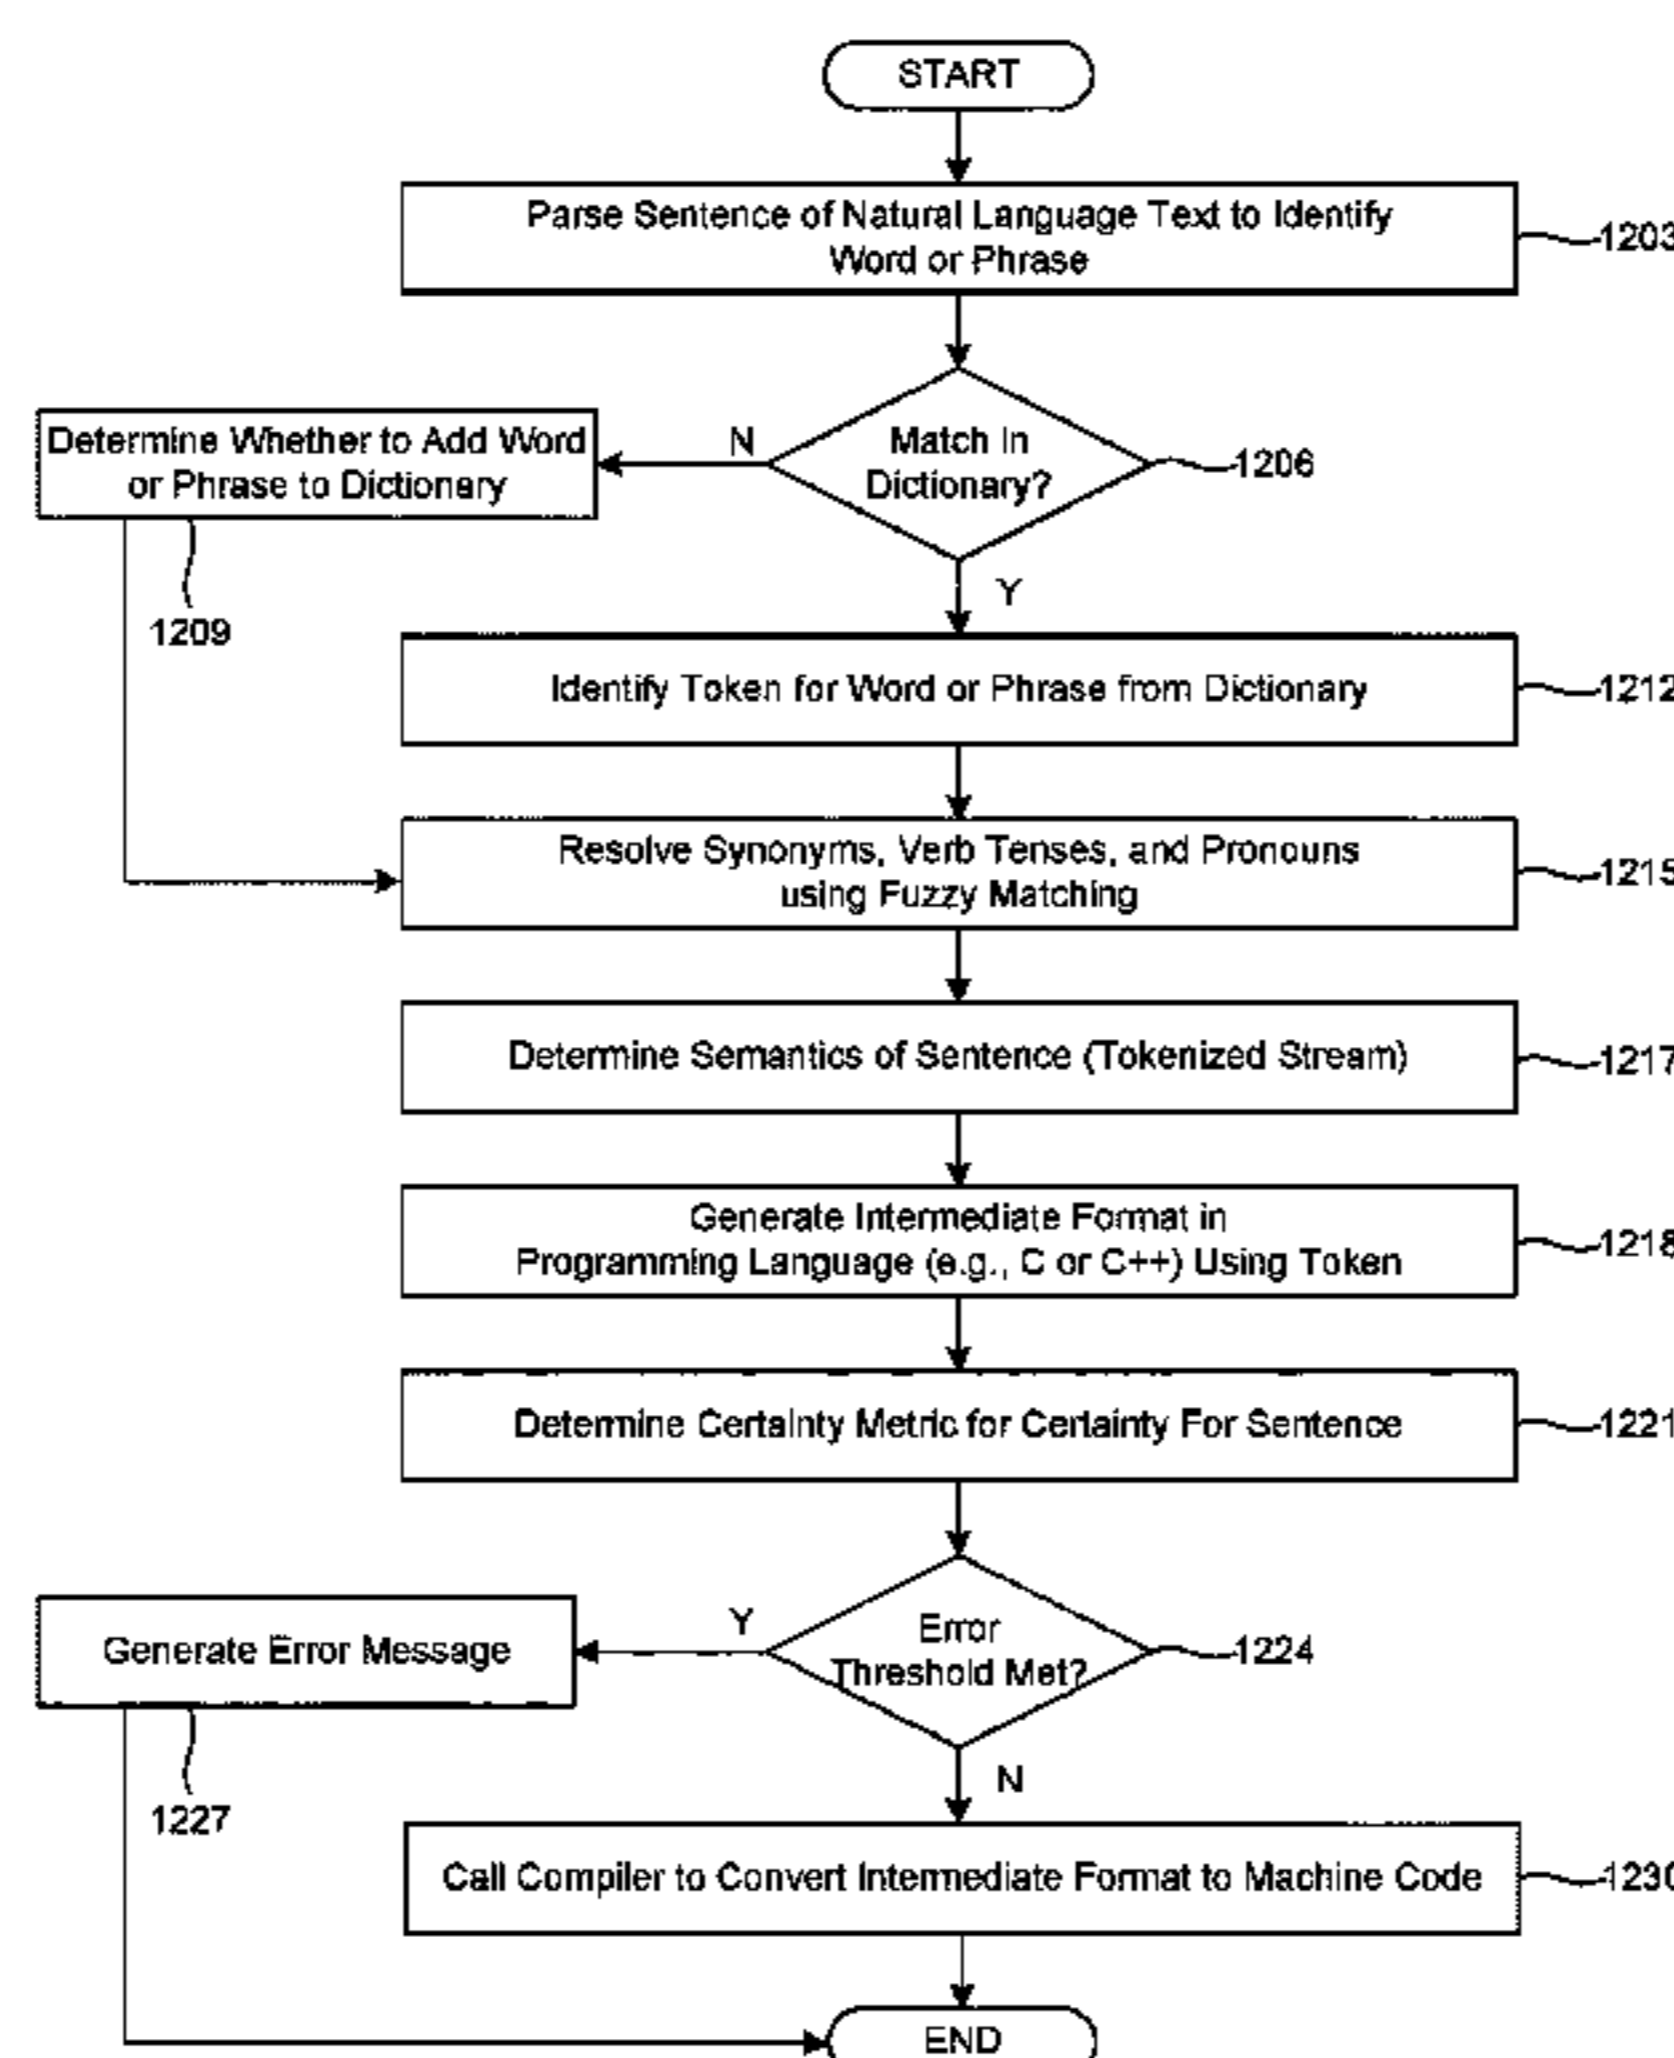 START
Parse Sentence of Natural Language Text to Identify
Word or Phrase
1203
Determine Whether to Add Word
or Phrase to Dictionary
N
Match In
Dictionary?
1206
1209
Y
Identify Token for Word or Phrase from Dictionary
1212
Resolve Synonyms, Verb Tenses, and Pronouns
using Fuzzy Matching
1215
Determine Semantics of Sentence (Tokenized Stream)
1217
Generate Intermediate Format in
Programming Language (e.g., C or C++) Using Token
1218
Determine Certainty Metric for Certainty For Sentence
1221
Generate Error Message
Y
Error
Threshold Met?
1224
1227
N
Call Compiler to Convert Intermediate Format to Machine Code
1230
END